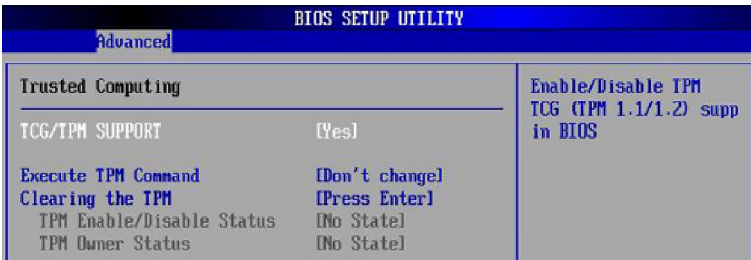 BIOS SETUP UTILITY
Advanced
Trusted Computing
TCG/TPM SUPPORT [Yes]
Execute TPM Command [Don't change]
Clearing the TPM [Press Enter]
TPM Enable/Disable Status [No State]
TPM Owner Status [No State]
Enable/Disable TPM
TCG (TPM 1.1/1.2) supp
in BIOS